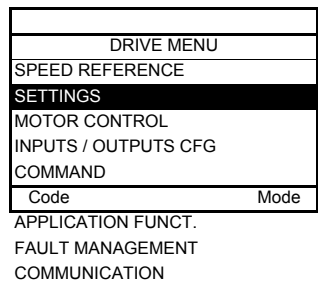 DRIVE MENU
SPEED REFERENCE
SETTINGS
MOTOR CONTROL
INPUTS / OUTPUTS CFG
COMMAND
Code Mode
APPLICATION FUNCT.
FAULT MANAGEMENT
COMMUNICATION